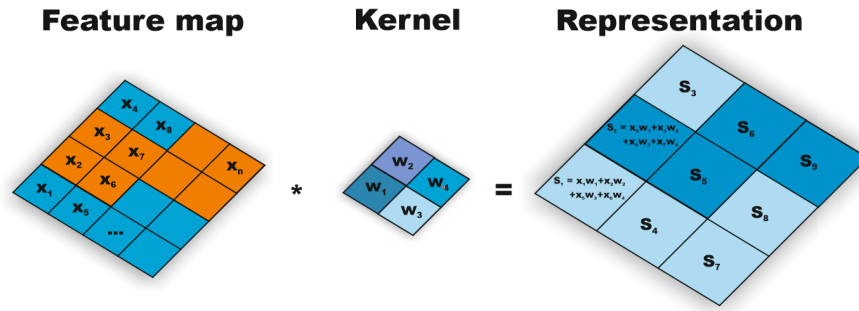 Feature map
Kernel
Representation
x₄
x₃
x₈
x₂
x₇
xₙ
x₁
x₆
x₅
...
*
w₂
w₁
w₄
w₃
=
S₃
S₂ = x₂w₁+x₃w₂
+x₆w₃+x₇w₄
S₆
S₁ = x₁w₁+x₂w₂
+x₅w₃+x₆w₄
S₅
S₉
S₄
S₈
S₇